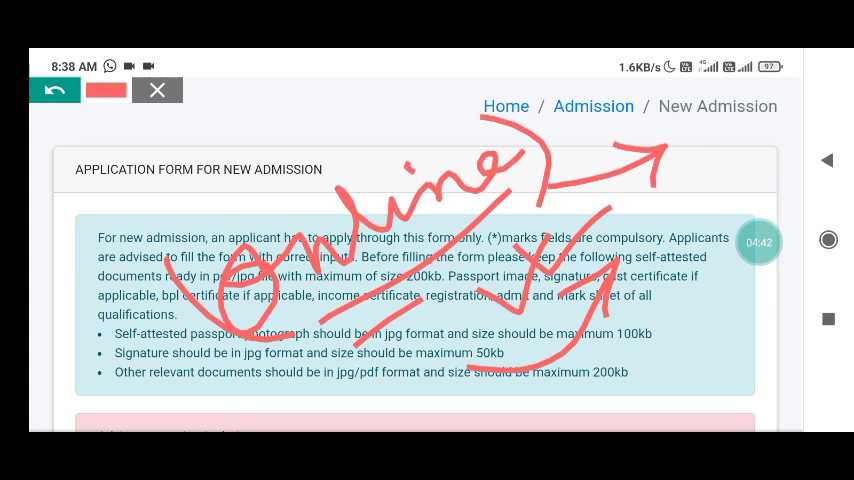 8:38 AM
1.6KB/s 4G 97
Home / Admission / New Admission
APPLICATION FORM FOR NEW ADMISSION
Online
For new admission, an applicant has to apply through this form only. (*)marks fields are compulsory. Applicants
are advised to fill the form with correct inputs. Before filling the form please keep the following self-attested
documents ready in pdf/jpg file with maximum of size 200kb. Passport image, signature, cast certificate if
applicable, bpl certificate if applicable, income certificate, registration, admit and mark sheet of all
qualifications.
• Self-attested passport photograph should be in jpg format and size should be maximum 100kb
• Signature should be in jpg format and size should be maximum 50kb
• Other relevant documents should be in jpg/pdf format and size should be maximum 200kb
04:42